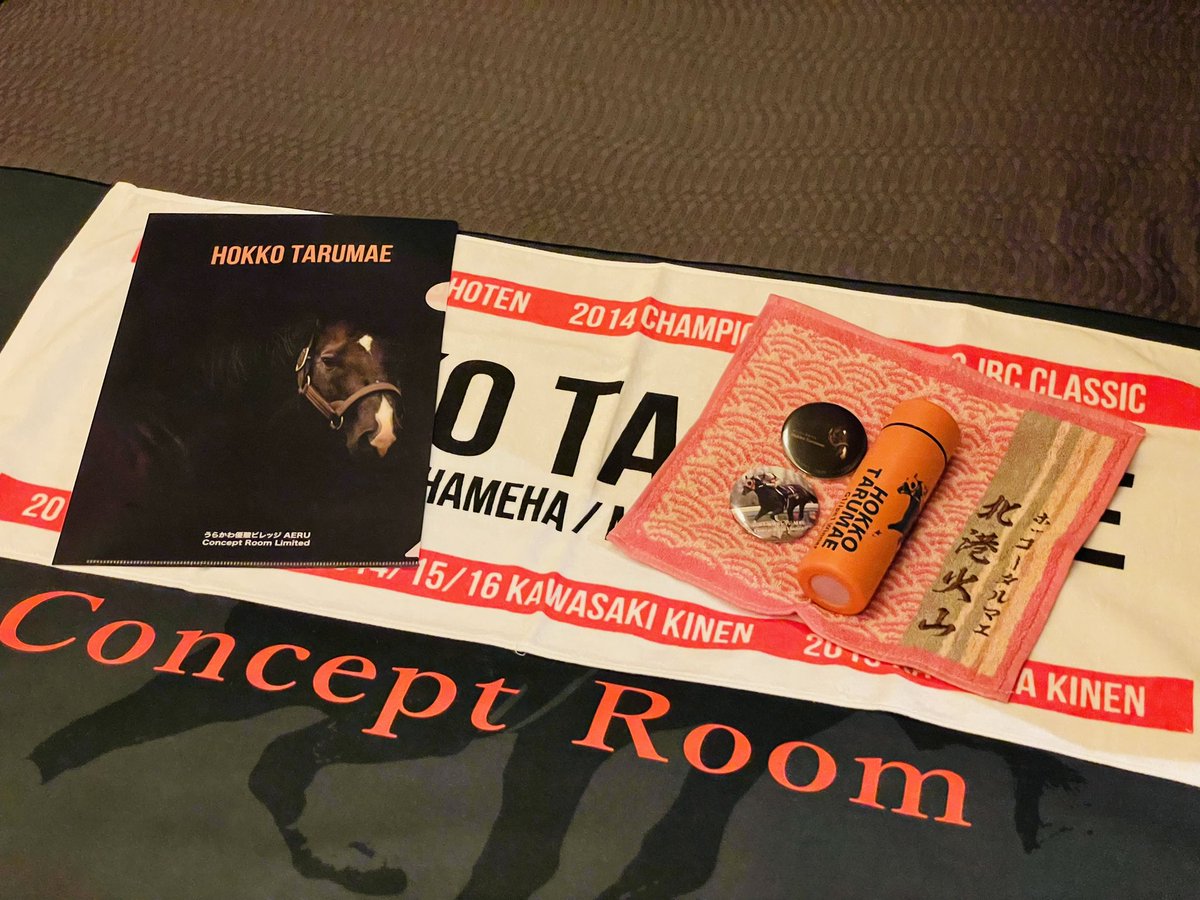 HOKKO TARUMAE
うらかわ優駿ビレッジ AERU
Concept Room Limited
HOTEN
2014 CHAMPIO
JBC CLASSIC
KO TA
HAMEHA /
20
14/15/16 KAWASAKI KINEN
KINEN
HOKKO
TARUMAE
ホッコータルマエ
北港火山
Concept Room